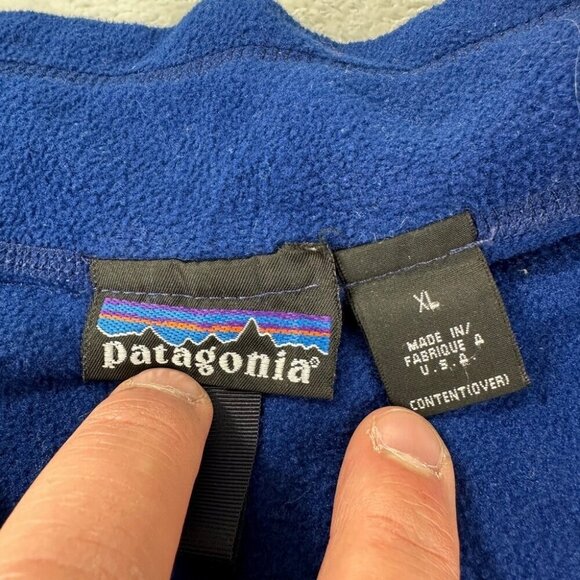 patagonia®
XL
MADE IN/
FABRIQUE A
U.S.A.
CONTENT(OVER)